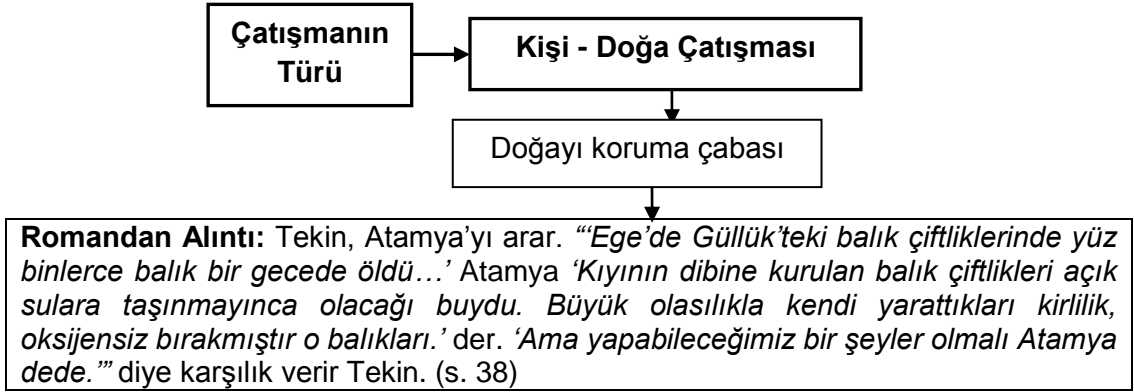 Çatışmanın
Türü
Kişi - Doğa Çatışması
Doğayı koruma çabası
Romandan Alıntı: Tekin, Atamya’yı arar. “‘Ege’de Güllük’teki balık çiftliklerinde yüz
binlerce balık bir gecede öldü…’ Atamya ‘Kıyının dibine kurulan balık çiftlikleri açık
sulara taşınmayınca olacağı buydu. Büyük olasılıkla kendi yarattıkları kirlilik,
oksijensiz bırakmıştır o balıkları.’ der. ‘Ama yapabileceğimiz bir şeyler olmalı Atamya
dede.’” diye karşılık verir Tekin. (s. 38)